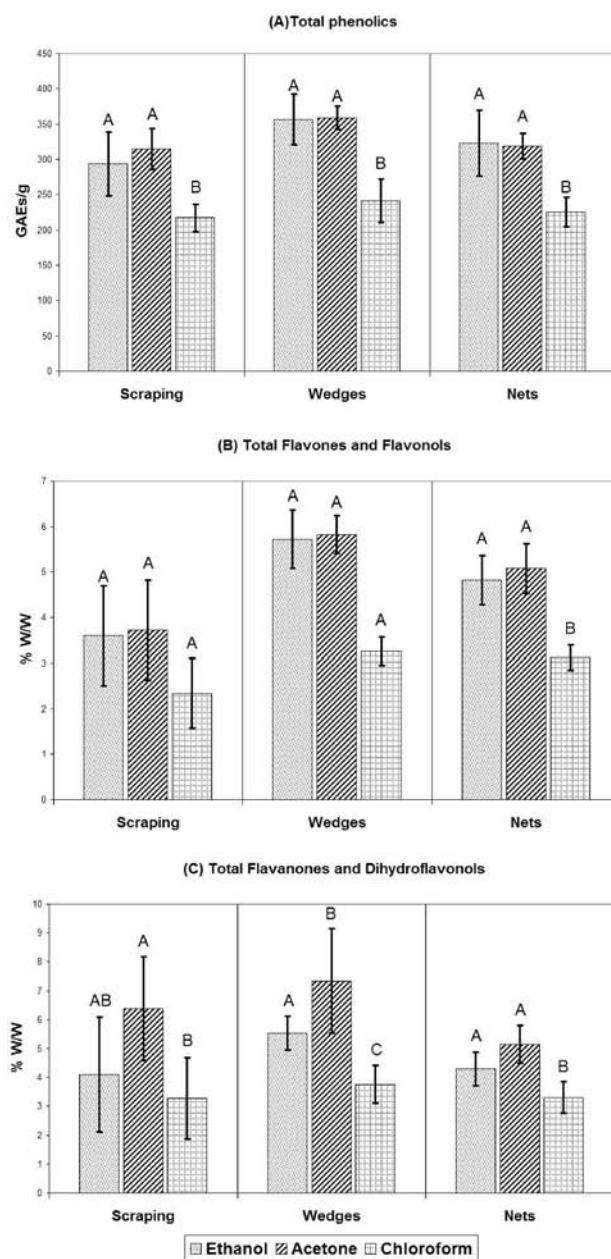 (A)Total phenolics
450
400
350
300
250
200
150
100
50
0
GAEs/g
A A B
A A B
A A B
Scraping Wedges Nets
(B) Total Flavones and Flavonols
7
6
5
4
3
2
1
0
% W/W
A A A
A A A
A A B
Scraping Wedges Nets
(C) Total Flavanones and Dihydroflavonols
10
9
8
7
6
5
4
3
2
1
0
% W/W
AB A B
A B C
A A B
Scraping Wedges Nets
Ethanol Acetone Chloroform